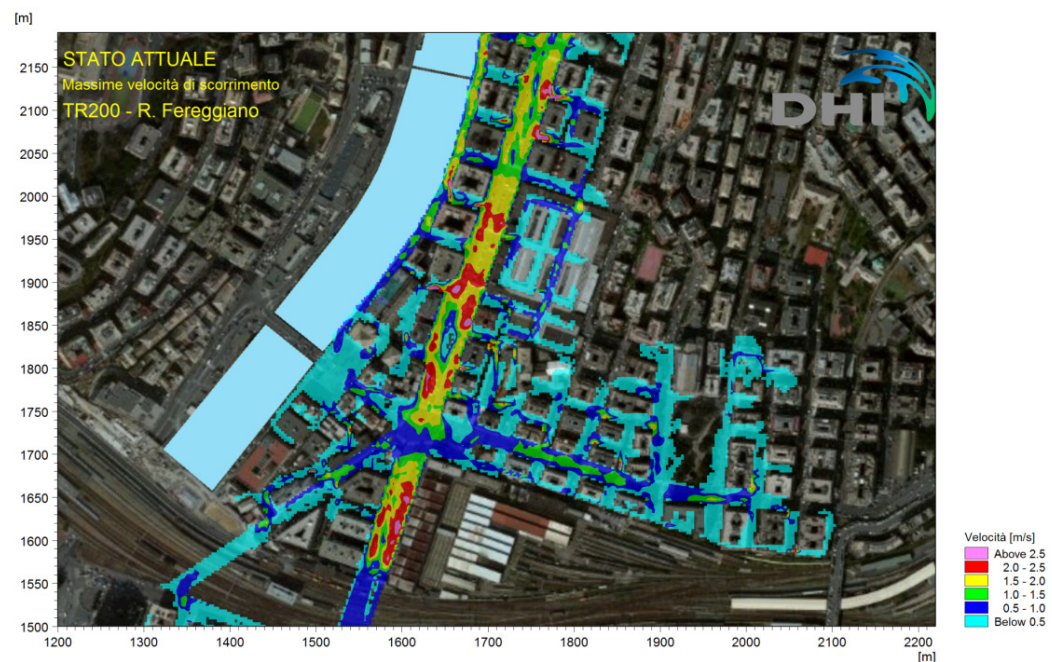 [m]
STATO ATTUALE
Massime velocità di scorrimento
TR200 - R. Fereggiano
DHI
2150
2100
2050
2000
1950
1900
1850
1800
1750
1700
1650
1600
1550
1500
1200 1300 1400 1500 1600 1700 1800 1900 2000 2100 2200
[m]
Velocità [m/s]
Above 2.5
2.0 - 2.5
1.5 - 2.0
1.0 - 1.5
0.5 - 1.0
Below 0.5